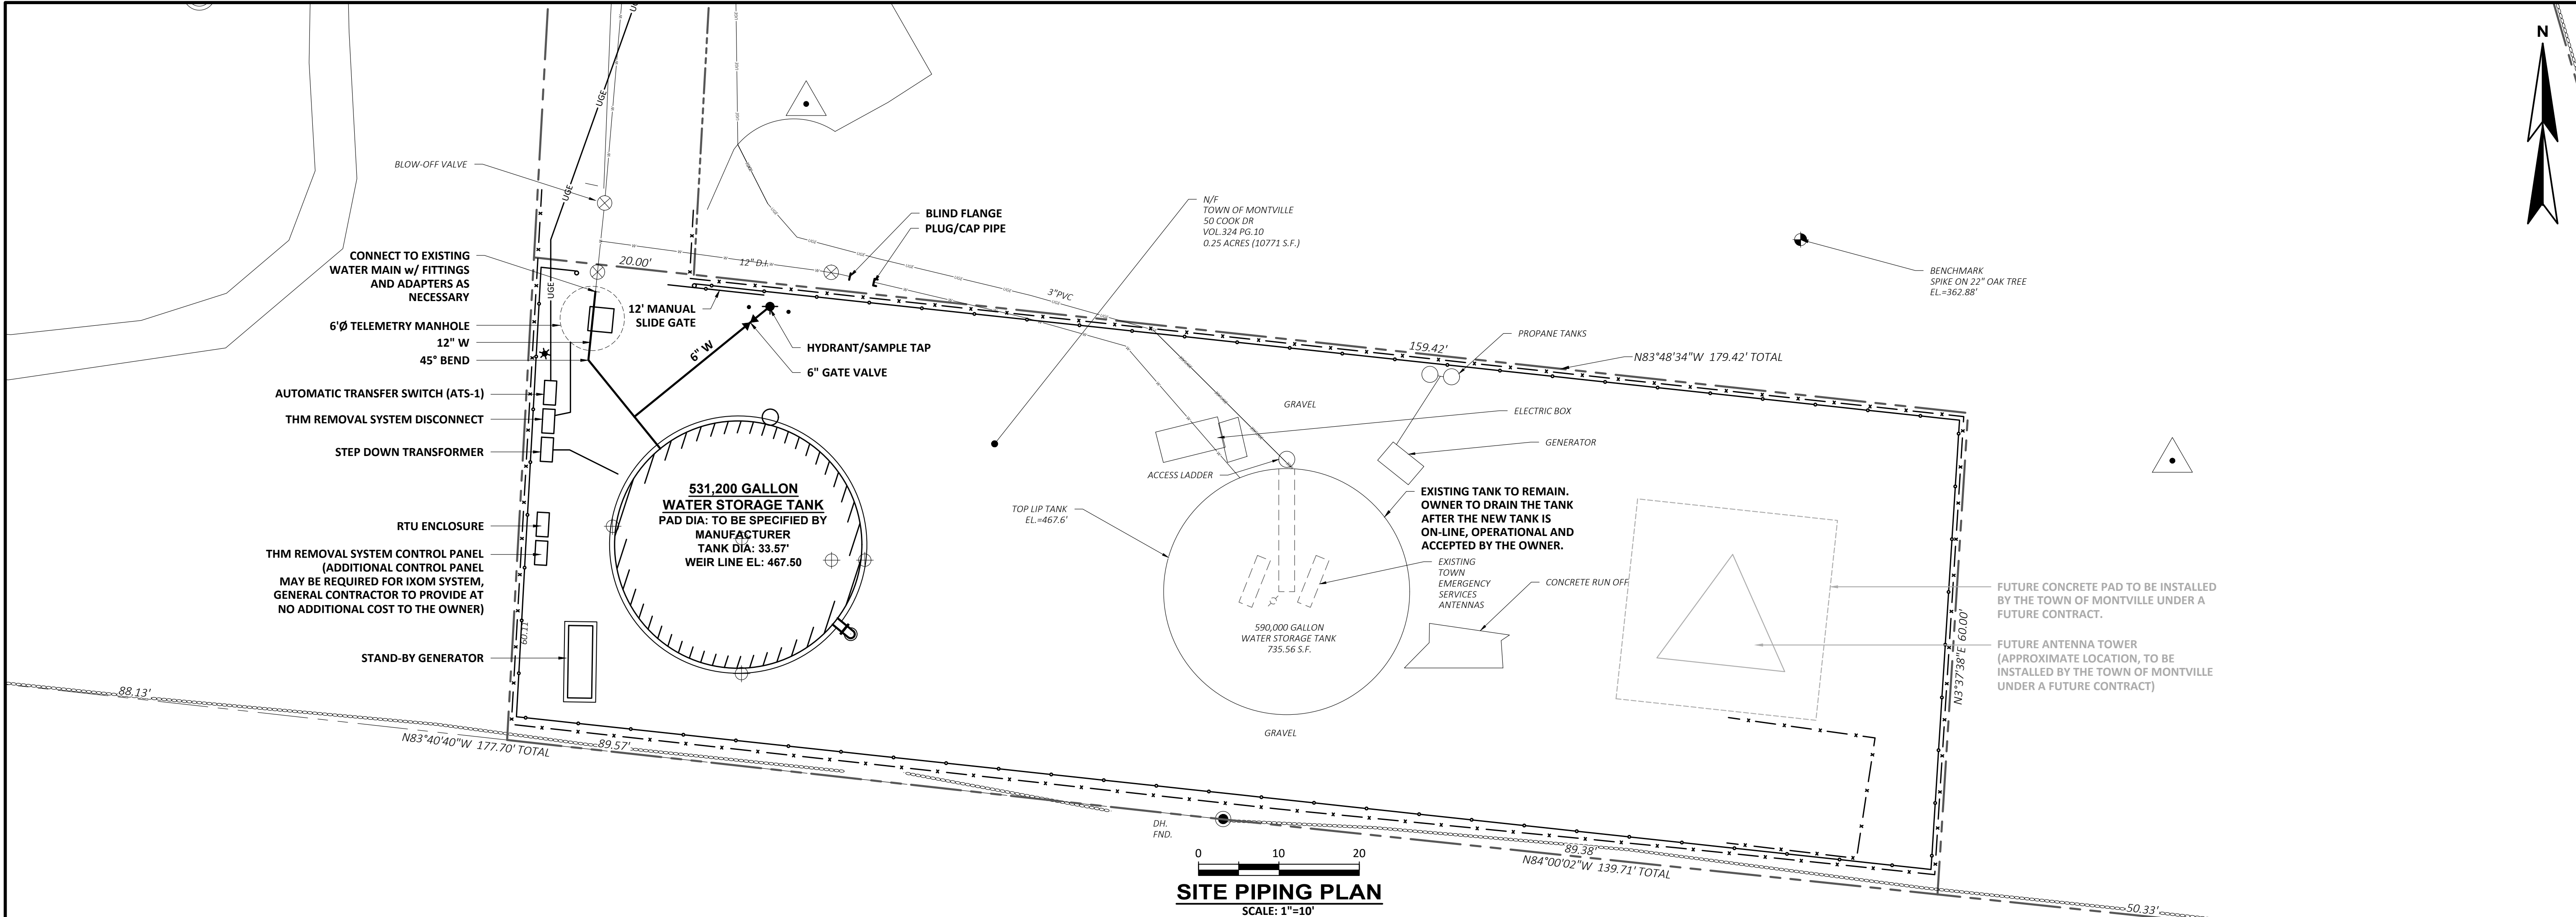 N
UGE
UGE
UGE
UGE
BLOW-OFF VALVE
CONNECT TO EXISTING
WATER MAIN w/ FITTINGS
AND ADAPTERS AS
NECESSARY
6'Ø TELEMETRY MANHOLE
12" W
45° BEND
AUTOMATIC TRANSFER SWITCH (ATS-1)
THM REMOVAL SYSTEM DISCONNECT
STEP DOWN TRANSFORMER
RTU ENCLOSURE
THM REMOVAL SYSTEM CONTROL PANEL
(ADDITIONAL CONTROL PANEL
MAY BE REQUIRED FOR IXOM SYSTEM,
GENERAL CONTRACTOR TO PROVIDE AT
NO ADDITIONAL COST TO THE OWNER)
STAND-BY GENERATOR
20.00'
12" D.I.
12' MANUAL
SLIDE GATE
BLIND FLANGE
PLUG/CAP PIPE
6" W
HYDRANT/SAMPLE TAP
6" GATE VALVE
3"PVC
531,200 GALLON
WATER STORAGE TANK
PAD DIA: TO BE SPECIFIED BY
MANUFACTURER
TANK DIA: 33.57'
WEIR LINE EL: 467.50
60.11'
N/F
TOWN OF MONTVILLE
50 COOK DR
VOL.324 PG.10
0.25 ACRES (10771 S.F.)
BENCHMARK
SPIKE ON 22" OAK TREE
EL.=362.88'
PROPANE TANKS
159.42'
N83°48'34"W 179.42' TOTAL
GRAVEL
ELECTRIC BOX
GENERATOR
ACCESS LADDER
TOP LIP TANK
EL.=467.6'
EXISTING TANK TO REMAIN.
OWNER TO DRAIN THE TANK
AFTER THE NEW TANK IS
ON-LINE, OPERATIONAL AND
ACCEPTED BY THE OWNER.
EXISTING
TOWN
EMERGENCY
SERVICES
ANTENNAS
CONCRETE RUN OFF
590,000 GALLON
WATER STORAGE TANK
735.56 S.F.
GRAVEL
FUTURE CONCRETE PAD TO BE INSTALLED
BY THE TOWN OF MONTVILLE UNDER A
FUTURE CONTRACT.
FUTURE ANTENNA TOWER
(APPROXIMATE LOCATION, TO BE
INSTALLED BY THE TOWN OF MONTVILLE
UNDER A FUTURE CONTRACT)
N3°37'38"E 60.00'
88.13'
N83°40'40"W 177.70' TOTAL
89.57'
DH.
FND.
89.38'
N84°00'02"W 139.71' TOTAL
50.33'
0 10 20
SITE PIPING PLAN
SCALE: 1"=10'